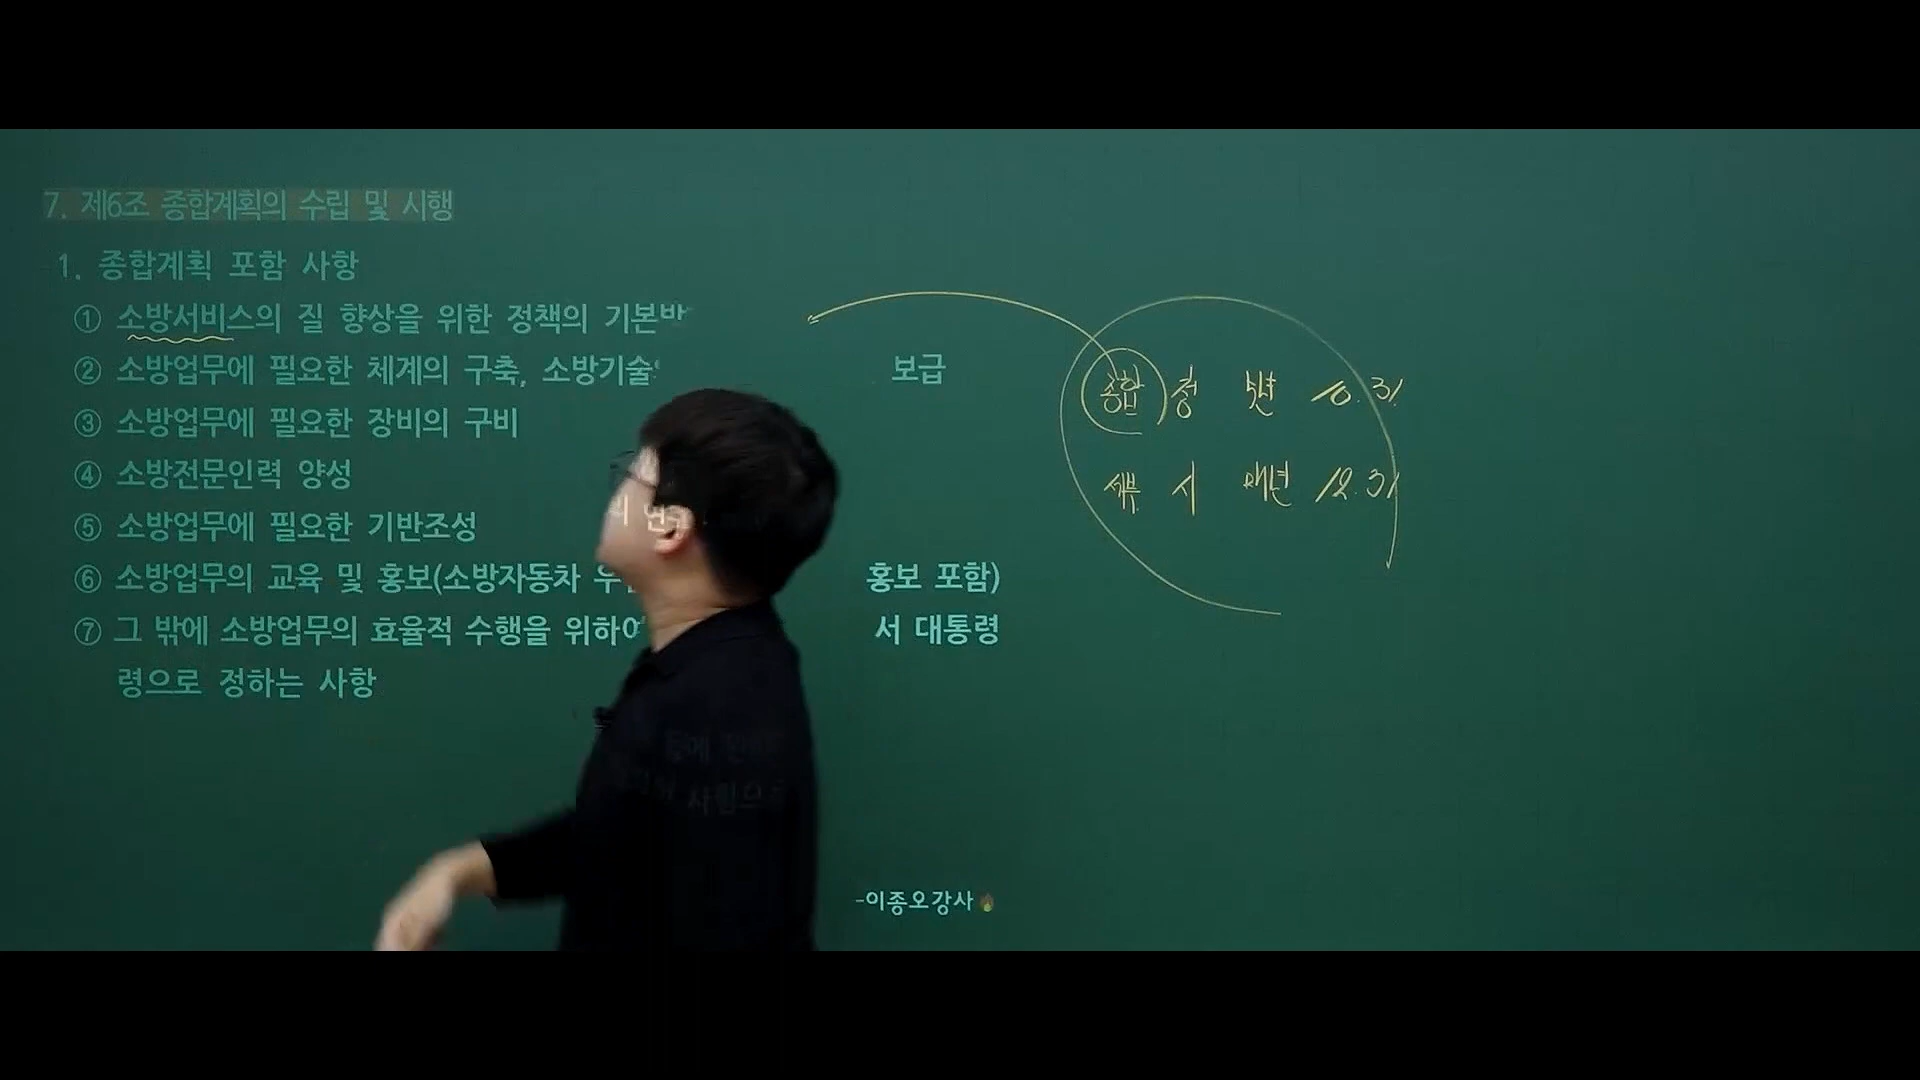 7. 제6조 종합계획의 수립 및 시행
1. 종합계획 포함 사항
① 소방서비스의 질 향상을 위한 정책의 기본방
② 소방업무에 필요한 체계의 구축, 소방기술 보급
③ 소방업무에 필요한 장비의 구비
④ 소방전문인력 양성
⑤ 소방업무에 필요한 기반조성
⑥ 소방업무의 교육 및 홍보(소방자동차 홍보 포함)
⑦ 그 밖에 소방업무의 효율적 수행을 위하여 서 대통령
령으로 정하는 사항
종합 정 5년 10.31.
세부 시 매년 12.31
-이종오강사